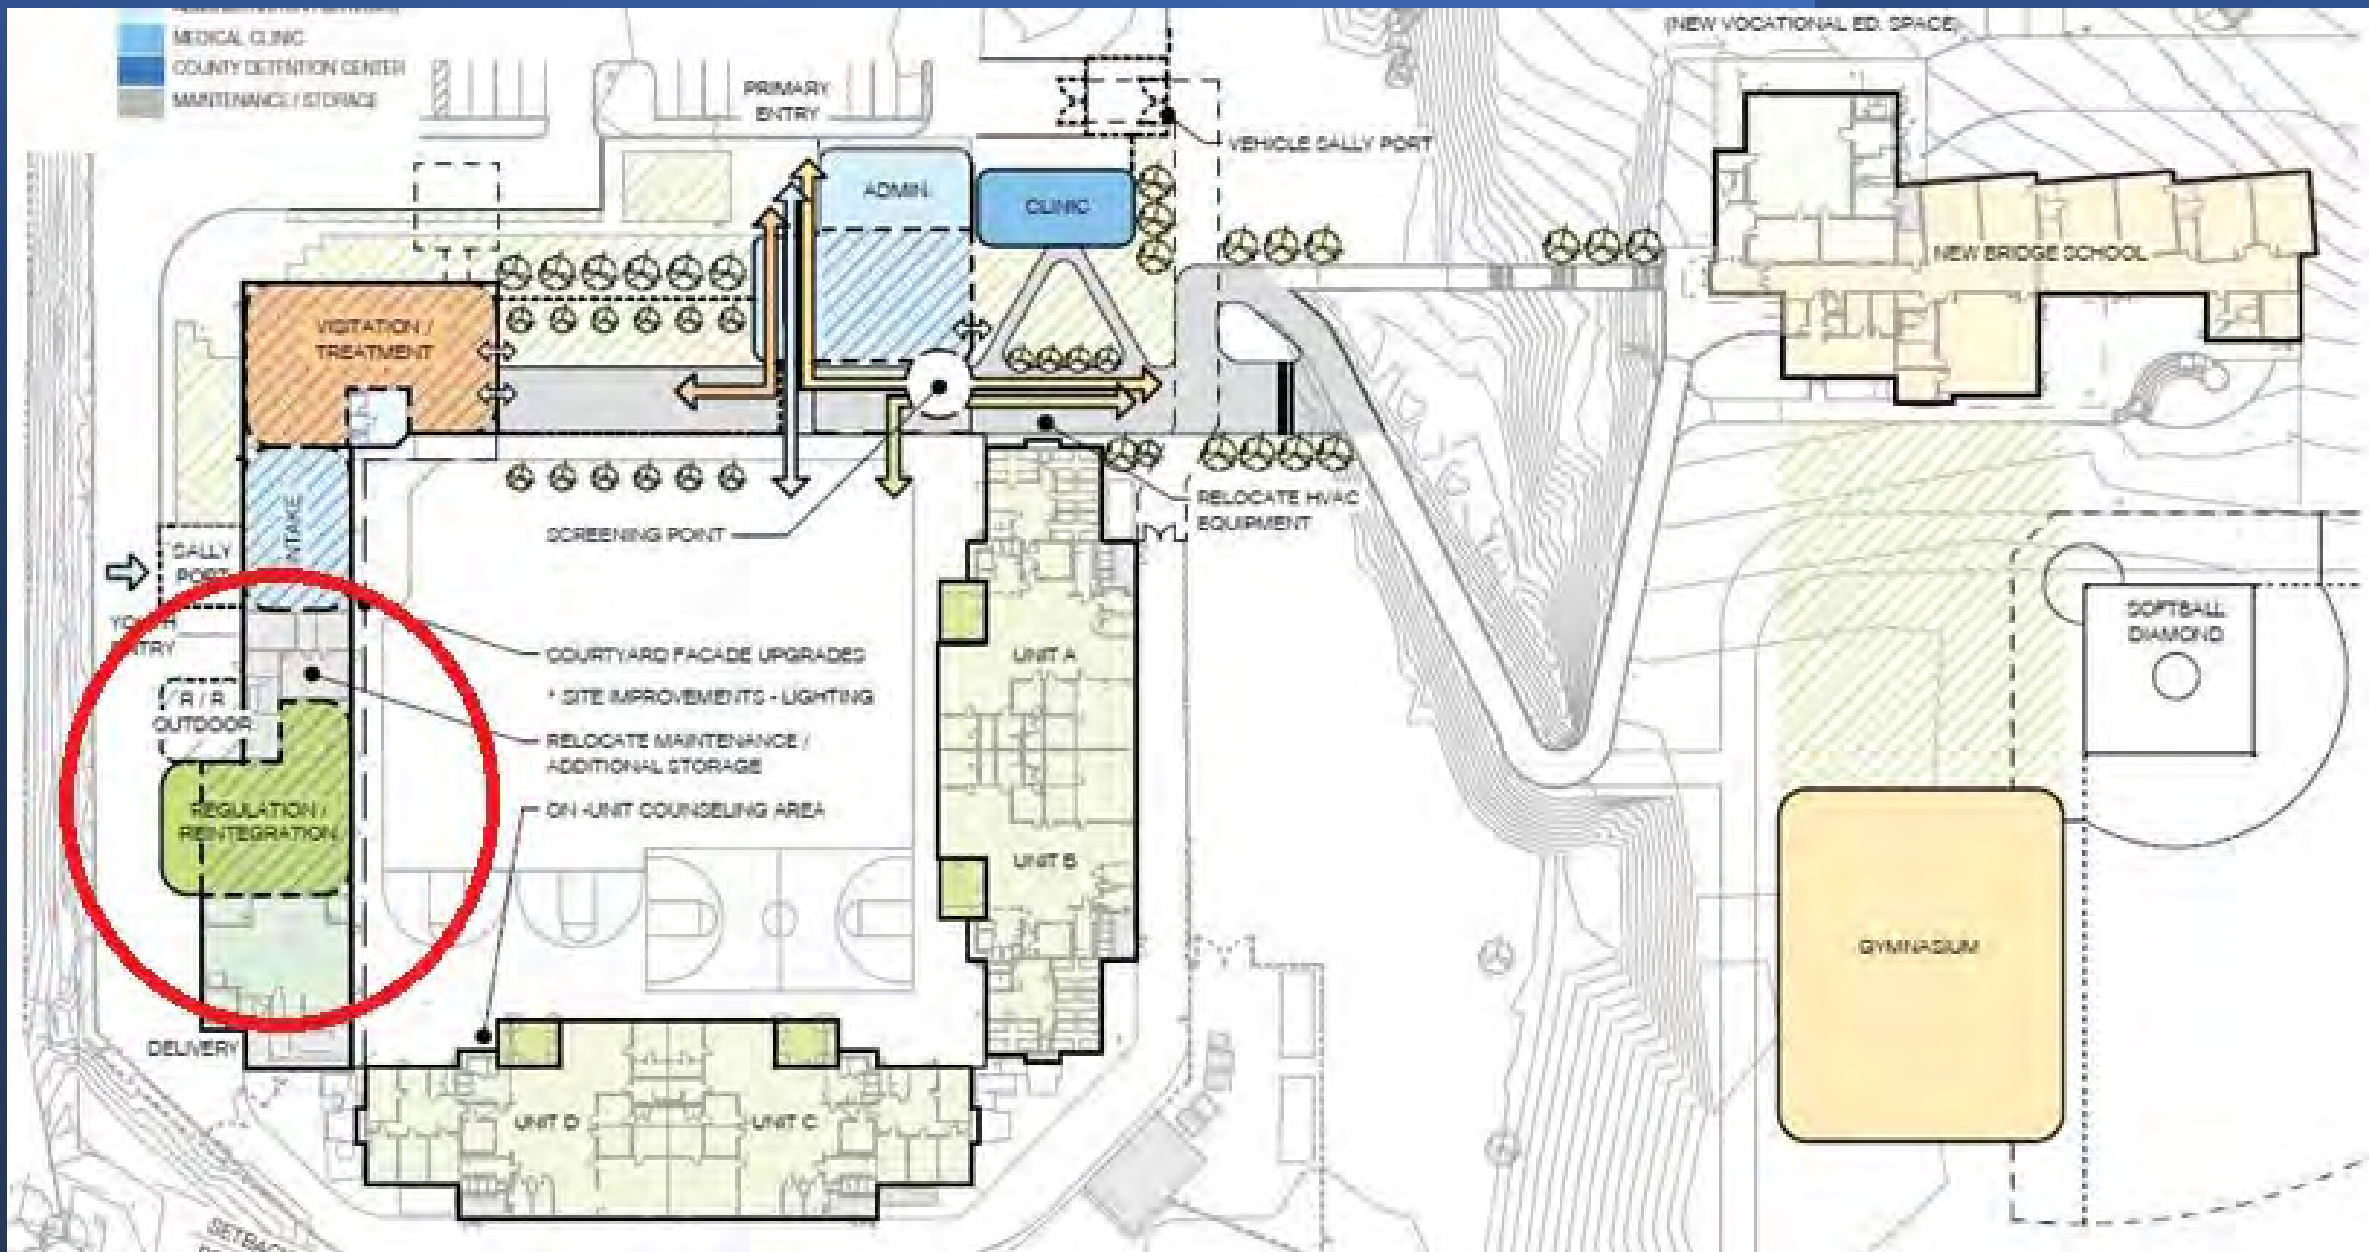 MEDICAL CLINIC
COUNTY DETENTION CENTER
MAINTENANCE / STORAGE
PRIMARY
ENTRY
(NEW VOCATIONAL ED. SPACE)
VEHICLE SALLY PORT
ADMIN.
CLINIC
NEW BRIDGE SCHOOL
VISITATION /
TREATMENT
INTAKE
SALLY
PORT
SCREENING POINT
RELOCATE HVAC
EQUIPMENT
YOUTH
ENTRY
COURTYARD FACADE UPGRADES
* SITE IMPROVEMENTS - LIGHTING
R / R
OUTDOOR
RELOCATE MAINTENANCE /
ADDITIONAL STORAGE
ON -UNIT COUNSELING AREA
REGULATION /
REINTEGRATION
UNIT A
UNIT B
SOFTBALL
DIAMOND
GYMNASIUM
DELIVERY
UNIT D
UNIT C